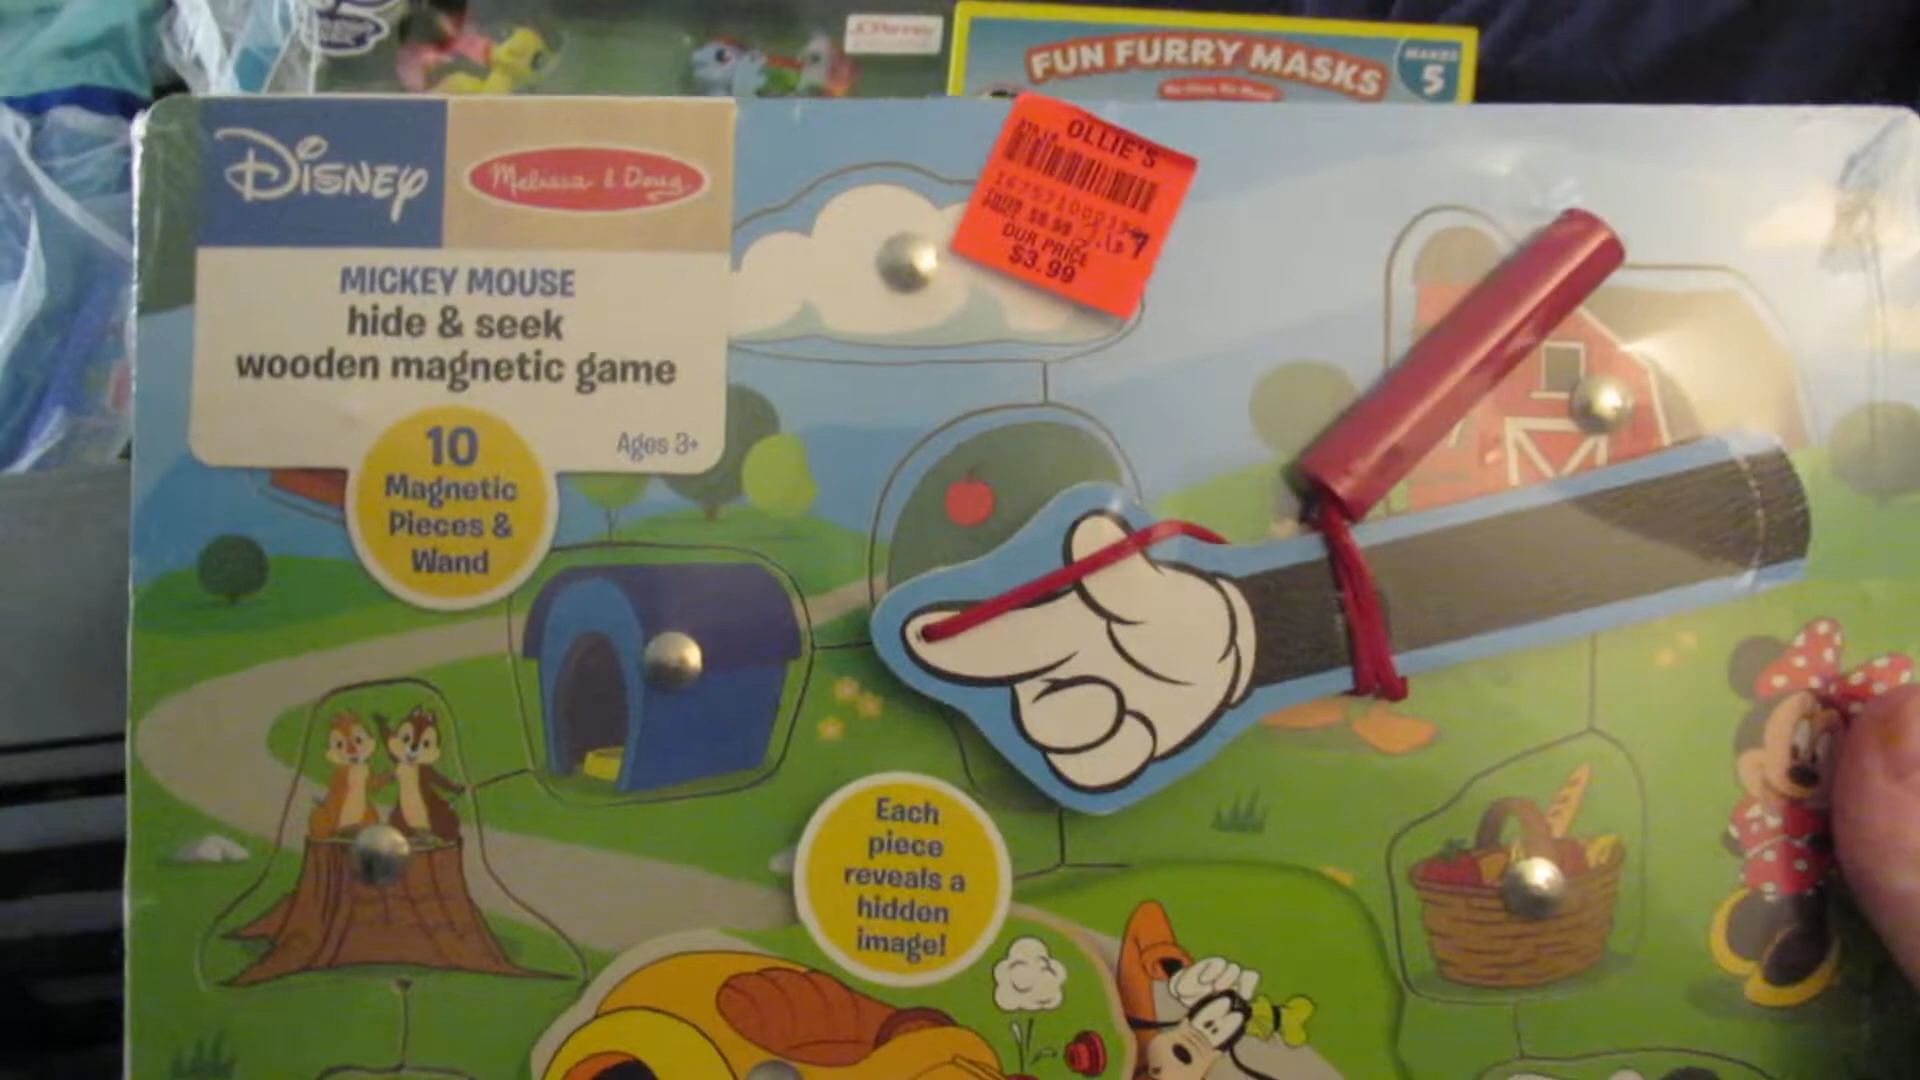 JCPenney
FUN FURRY MASKS
MAKES
5
DISNEY
Melissa & Doug
OLLIE'S
OUR PRICE
$3.99
MICKEY MOUSE
hide & seek
wooden magnetic game
Ages 3+
10
Magnetic
Pieces &
Wand
Each
piece
reveals a
hidden
image!